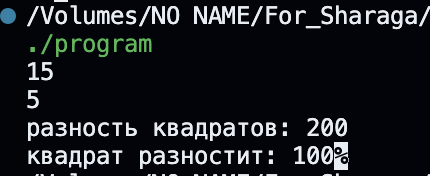 /Volumes/NO NAME/For_Sharaga/
./program
15
5
разность квадратов: 200
квадрат разностит: 100%